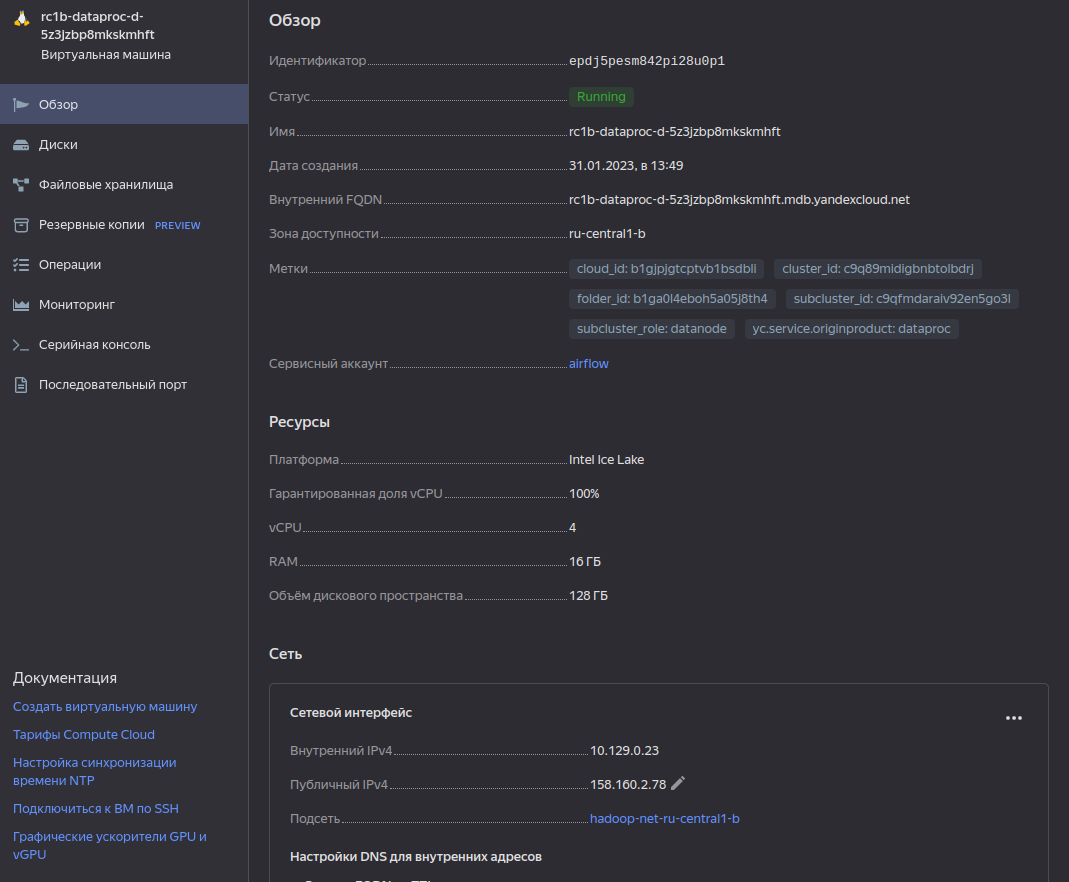 rc1b-dataproc-d-
5z3jzbp8mkskmhft
Виртуальная машина
Обзор
Диски
Файловые хранилища
Резервные копии PREVIEW
Операции
Мониторинг
Серийная консоль
Последовательный порт
Документация
Создать виртуальную машину
Тарифы Compute Cloud
Настройка синхронизации
времени NTP
Подключиться к ВМ по SSH
Графические ускорители GPU и
vGPU
Обзор
Идентификатор epdj5pesm842pi28u0p1
Статус Running
Имя rc1b-dataproc-d-5z3jzbp8mkskmhft
Дата создания 31.01.2023, в 13:49
Внутренний FQDN rc1b-dataproc-d-5z3jzbp8mkskmhft.mdb.yandexcloud.net
Зона доступности ru-central1-b
Метки cloud_id: b1gjpjgtcptvb1bsdbll cluster_id: c9q89mldigbnbtolbdrj
folder_id: b1ga0l4eboh5a05j8th4 subcluster_id: c9qfmdaraiv92en5go3l
subcluster_role: datanode yc.service.originproduct: dataproc
Сервисный аккаунт airflow
Ресурсы
Платформа Intel Ice Lake
Гарантированная доля vCPU 100%
vCPU 4
RAM 16 ГБ
Объём дискового пространства 128 ГБ
Сеть
Сетевой интерфейс
Внутренний IPv4 10.129.0.23
Публичный IPv4 158.160.2.78
Подсеть hadoop-net-ru-central1-b
Настройки DNS для внутренних адресов